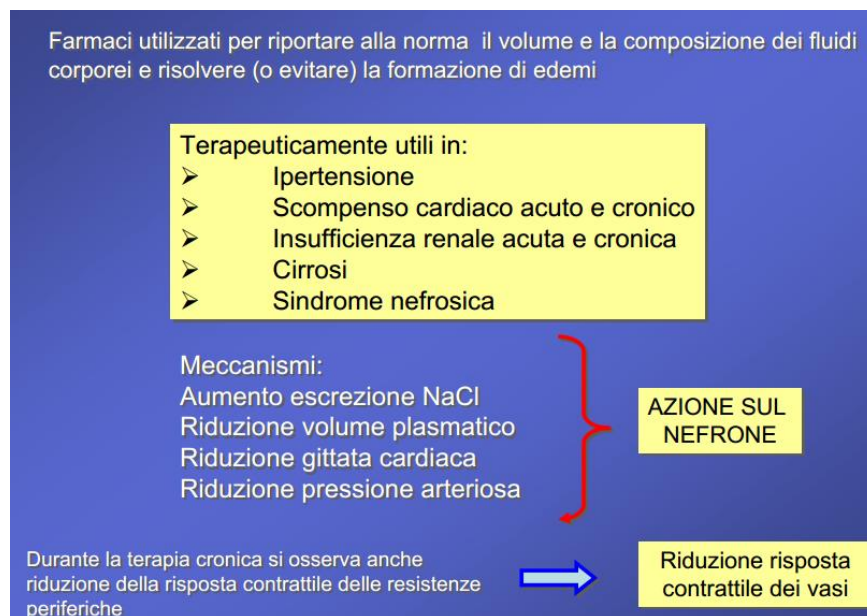 Farmaci utilizzati per riportare alla norma il volume e la composizione dei fluidi
corporei e risolvere (o evitare) la formazione di edemi
Terapeuticamente utili in:
➢ Ipertensione
➢ Scompenso cardiaco acuto e cronico
➢ Insufficienza renale acuta e cronica
➢ Cirrosi
➢ Sindrome nefrosica
Meccanismi:
Aumento escrezione NaCl
Riduzione volume plasmatico
Riduzione gittata cardiaca
Riduzione pressione arteriosa
AZIONE SUL
NEFRONE
Durante la terapia cronica si osserva anche
riduzione della risposta contrattile delle resistenze
periferiche
Riduzione risposta
contrattile dei vasi